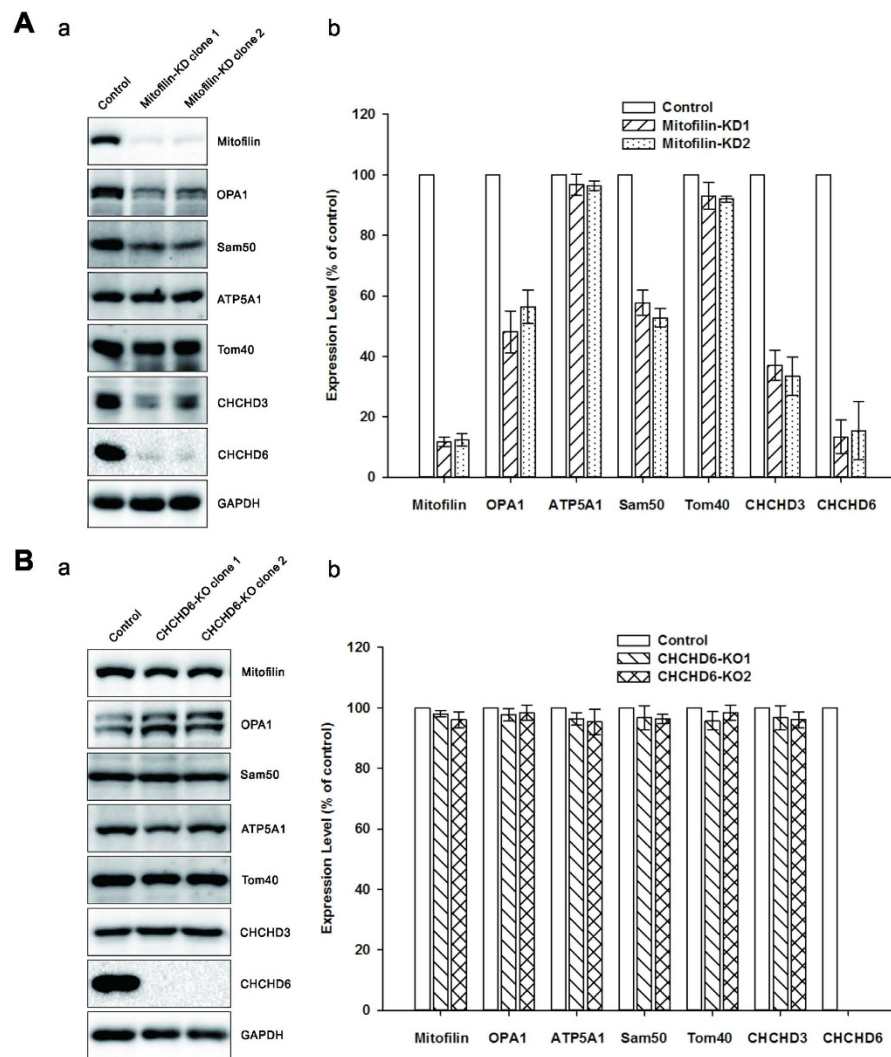 A
a
Control
Mitofilin-KD clone 1
Mitofilin-KD clone 2
Mitofilin
OPA1
Sam50
ATP5A1
Tom40
CHCHD3
CHCHD6
GAPDH
b
Control
Mitofilin-KD1
Mitofilin-KD2
Expression Level (% of control)
120
100
80
60
40
20
0
Mitofilin OPA1 ATP5A1 Sam50 Tom40 CHCHD3 CHCHD6
B
a
Control
CHCHD6-KO clone 1
CHCHD6-KO clone 2
Mitofilin
OPA1
Sam50
ATP5A1
Tom40
CHCHD3
CHCHD6
GAPDH
b
Control
CHCHD6-KO1
CHCHD6-KO2
Expression Level (% of control)
120
100
80
60
40
20
0
Mitofilin OPA1 ATP5A1 Sam50 Tom40 CHCHD3 CHCHD6